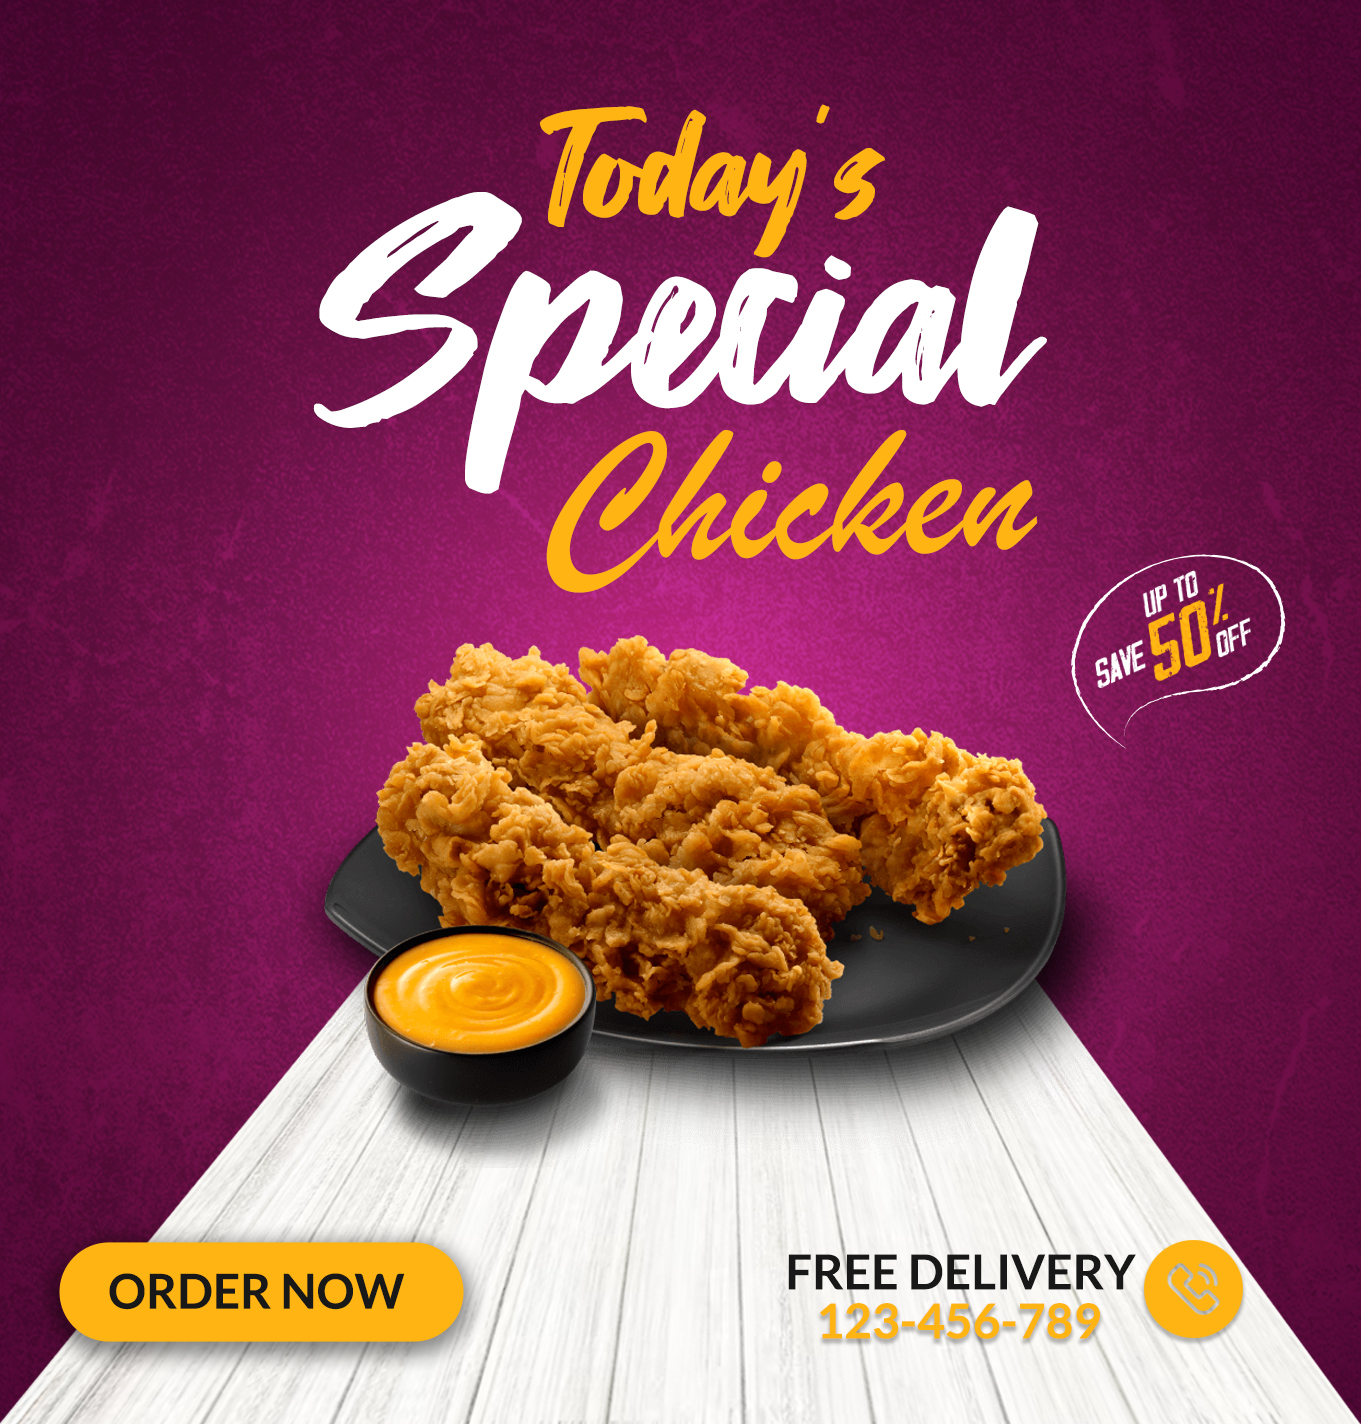 Today's
Special
Chicken
UP TO
SAVE 50% OFF
ORDER NOW
FREE DELIVERY
123-456-789